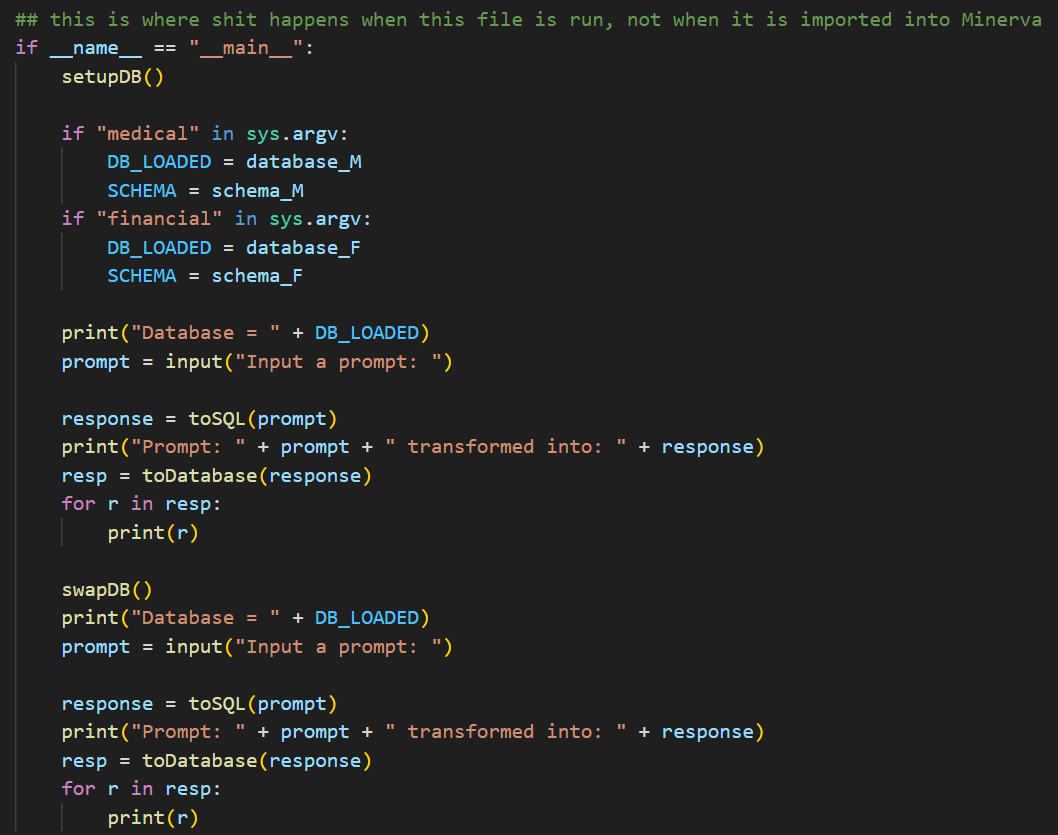 ## this is where shit happens when this file is run, not when it is imported into Minerva
if __name__ == "__main__":
    setupDB()

    if "medical" in sys.argv:
        DB_LOADED = database_M
        SCHEMA = schema_M
    if "financial" in sys.argv:
        DB_LOADED = database_F
        SCHEMA = schema_F

    print("Database = " + DB_LOADED)
    prompt = input("Input a prompt: ")

    response = toSQL(prompt)
    print("Prompt: " + prompt + " transformed into: " + response)
    resp = toDatabase(response)
    for r in resp:
        print(r)

    swapDB()
    print("Database = " + DB_LOADED)
    prompt = input("Input a prompt: ")

    response = toSQL(prompt)
    print("Prompt: " + prompt + " transformed into: " + response)
    resp = toDatabase(response)
    for r in resp:
        print(r)